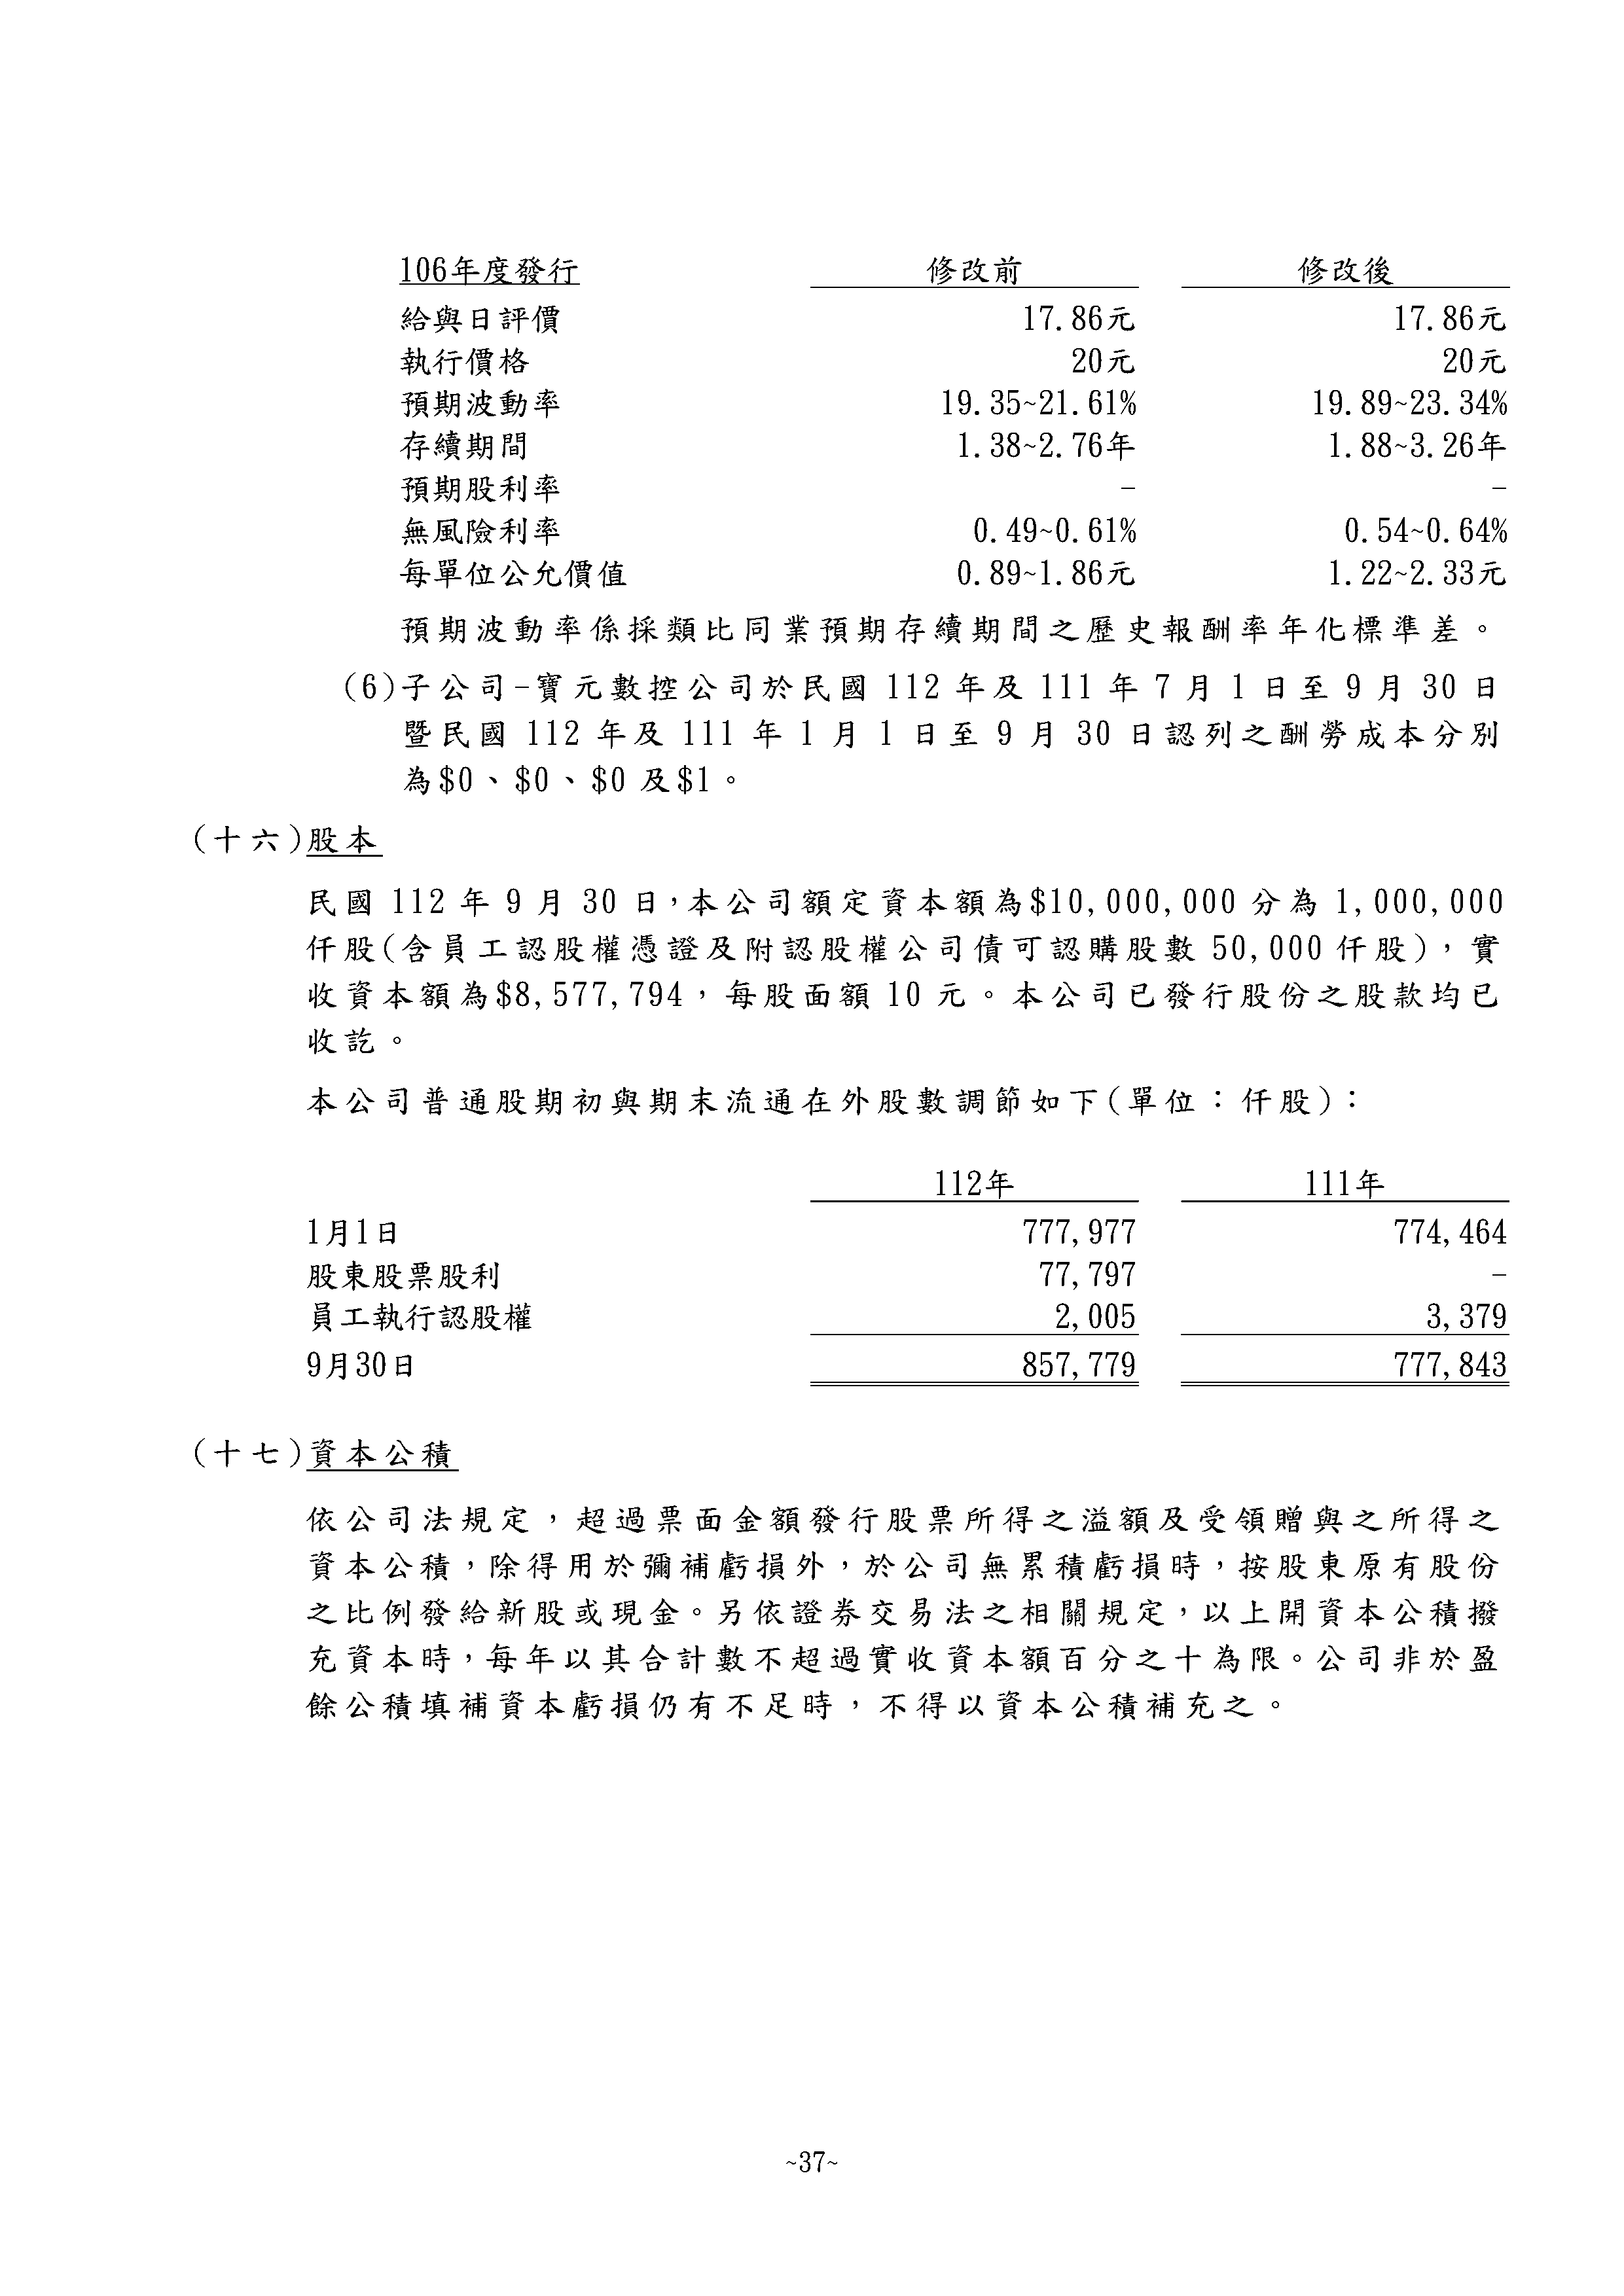 106年度發行 修改前 修改後
給與日評價 17.86元 17.86元
執行價格 20元 20元
預期波動率 19.35~21.61% 19.89~23.34%
存續期間 1.38~2.76年 1.88~3.26年
預期股利率 - -
無風險利率 0.49~0.61% 0.54~0.64%
每單位公允價值 0.89~1.86元 1.22~2.33元
預期波動率係採類比同業預期存續期間之歷史報酬率年化標準差。
(6)子公司-寶元數控公司於民國 112 年及 111 年 7 月 1 日至 9 月 30 日
暨民國 112 年及 111 年 1 月 1 日至 9 月 30 日認列之酬勞成本分別
為$0、$0、$0 及$1。
(十六)股本
民國 112 年 9 月 30 日,本公司額定資本額為$10,000,000 分為 1,000,000
仟股(含員工認股權憑證及附認股權公司債可認購股數 50,000 仟股),實
收資本額為$8,577,794,每股面額 10 元。本公司已發行股份之股款均已
收訖。
本公司普通股期初與期末流通在外股數調節如下(單位:仟股):
112年 111年
1月1日 777,977 774,464
股東股票股利 77,797 -
員工執行認股權 2,005 3,379
9月30日 857,779 777,843
(十七)資本公積
依公司法規定,超過票面金額發行股票所得之溢額及受領贈與之所得之
資本公積,除得用於彌補虧損外,於公司無累積虧損時,按股東原有股份
之比例發給新股或現金。另依證券交易法之相關規定,以上開資本公積撥
充資本時,每年以其合計數不超過實收資本額百分之十為限。公司非於盈
餘公積填補資本虧損仍有不足時,不得以資本公積補充之。
~37~